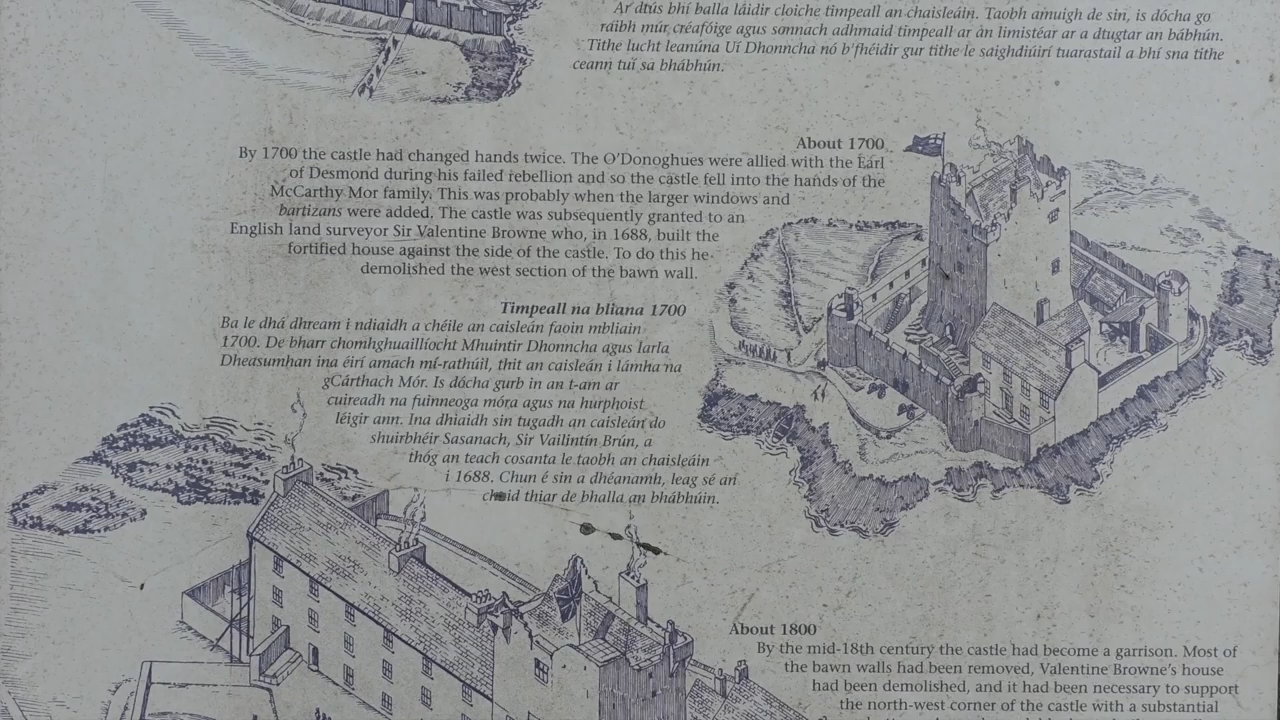 Ar dtús bhí balla láidir cloiche timpeall an chaisleáin. Taobh amuigh de sin, is dócha go
raibh múr créafóige agus sonnach adhmaid timpeall ar àn limistéar ar a dtugtar an bábhún.
Tithe lucht leanúna Uí Dhonncha nó b'fhéidir gur tithe le saighdiúirí tuarastail a bhí sna tithe
ceann tuí sa bhábhún.
About 1700
By 1700 the castle had changed hands twice. The O'Donoghues were allied with the Earl
of Desmond during his failed rebellion and so the castle fell into the hands of the
McCarthy Mor family. This was probably when the larger windows and
bartizans were added. The castle was subsequently granted to an
English land surveyor Sir Valentine Browne who, in 1688, built the
fortified house against the side of the castle. To do this he
demolished the west section of the bawn wall.
Timpeall na bliana 1700
Ba le dhá dhream i ndiaidh a chéile an caisleán faoin mbliain
1700. De bharr chomhghuaillíocht Mhuintir Dhonncha agus Iarla
Dheasumhan ina éirí amach mí-rathúil, thit an caisleán i lámha na
gCárthach Mór. Is dócha gurb in an t-am ar
cuireadh na fuinneoga móra agus na hurphoist
léigir ann. Ina dhiaidh sin tugadh an caisleán do
shuirbhéir Sasanach, Sir Vailintín Brún, a
thóg an teach cosanta le taobh an chaisleáin
i 1688. Chun é sin a dhéanamh, leag sé an
chuid thiar de bhalla an bhábhúin.
About 1800
By the mid-18th century the castle had become a garrison. Most of
the bawn walls had been removed, Valentine Browne's house
had been demolished, and it had been necessary to support
the north-west corner of the castle with a substantial